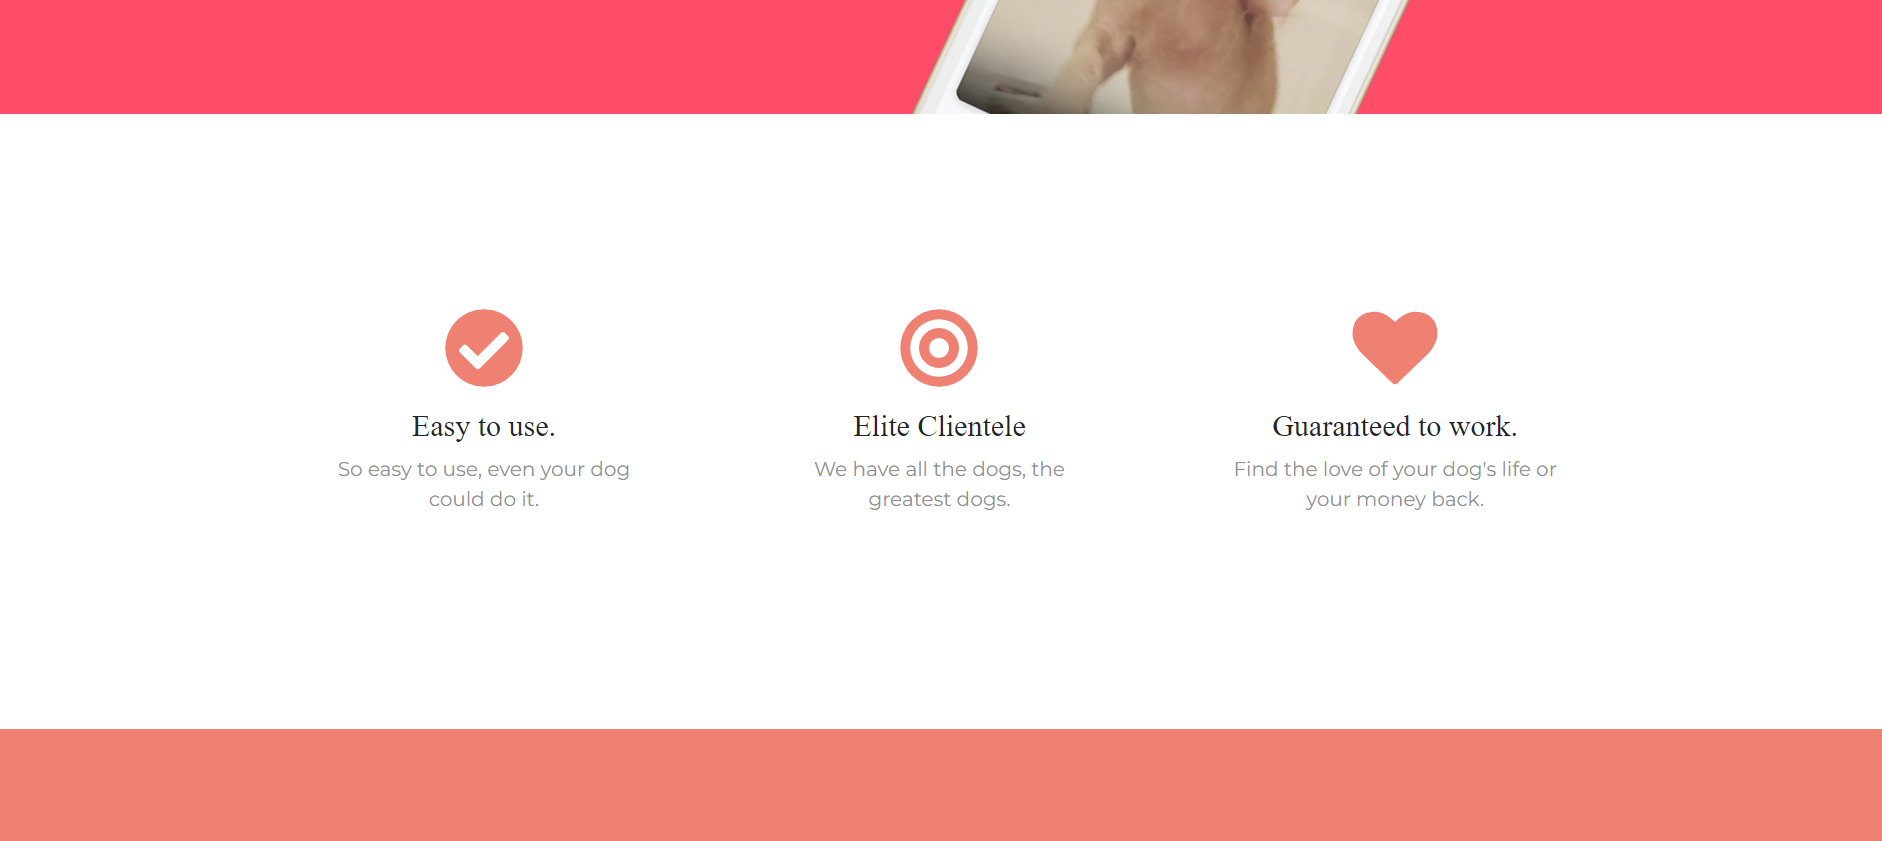 Easy to use.
So easy to use, even your dog
could do it.
Elite Clientele
We have all the dogs, the
greatest dogs.
Guaranteed to work.
Find the love of your dog's life or
your money back.